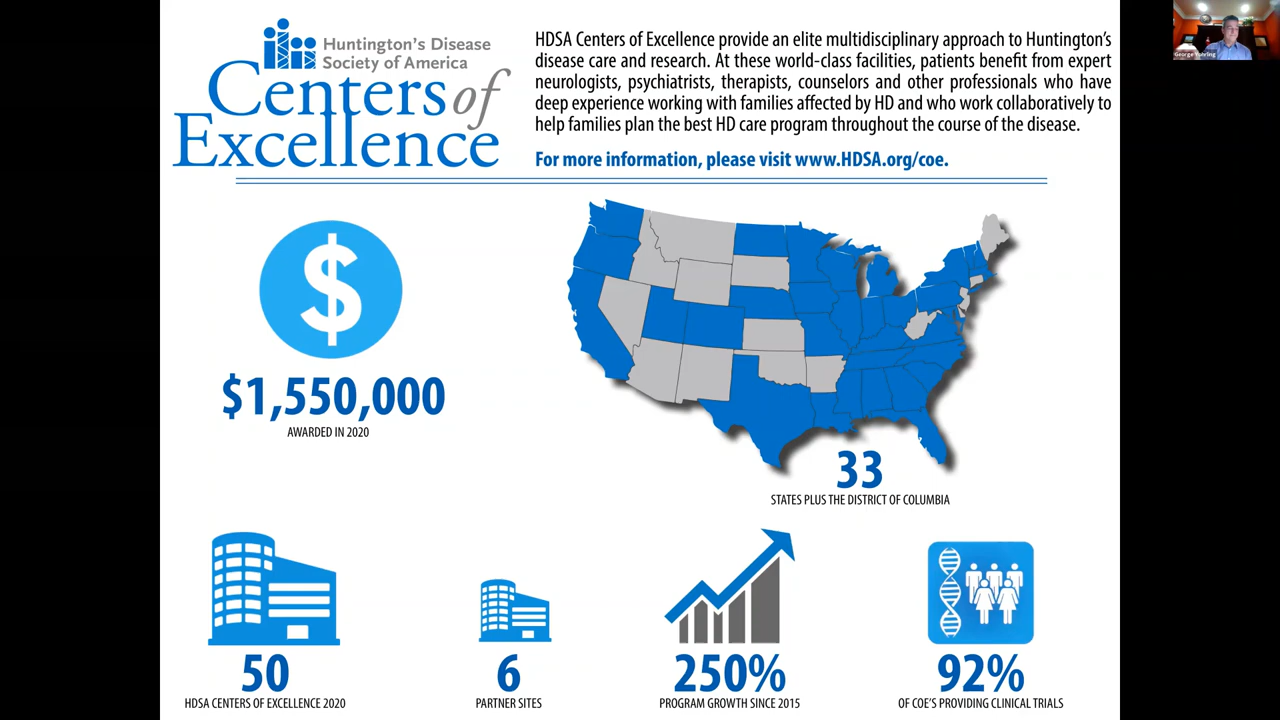 Huntington's Disease
Society of America
Centers of
Excellence
HDSA Centers of Excellence provide an elite multidisciplinary approach to Huntington's
disease care and research. At these world-class facilities, patients benefit from expert
neurologists, psychiatrists, therapists, counselors and other professionals who have
deep experience working with families affected by HD and who work collaboratively to
help families plan the best HD care program throughout the course of the disease.
For more information, please visit www.HDSA.org/coe.
George Yohrling
$
$1,550,000
AWARDED IN 2020
33
STATES PLUS THE DISTRICT OF COLUMBIA
50
HDSA CENTERS OF EXCELLENCE 2020
6
PARTNER SITES
250%
PROGRAM GROWTH SINCE 2015
92%
OF COE'S PROVIDING CLINICAL TRIALS